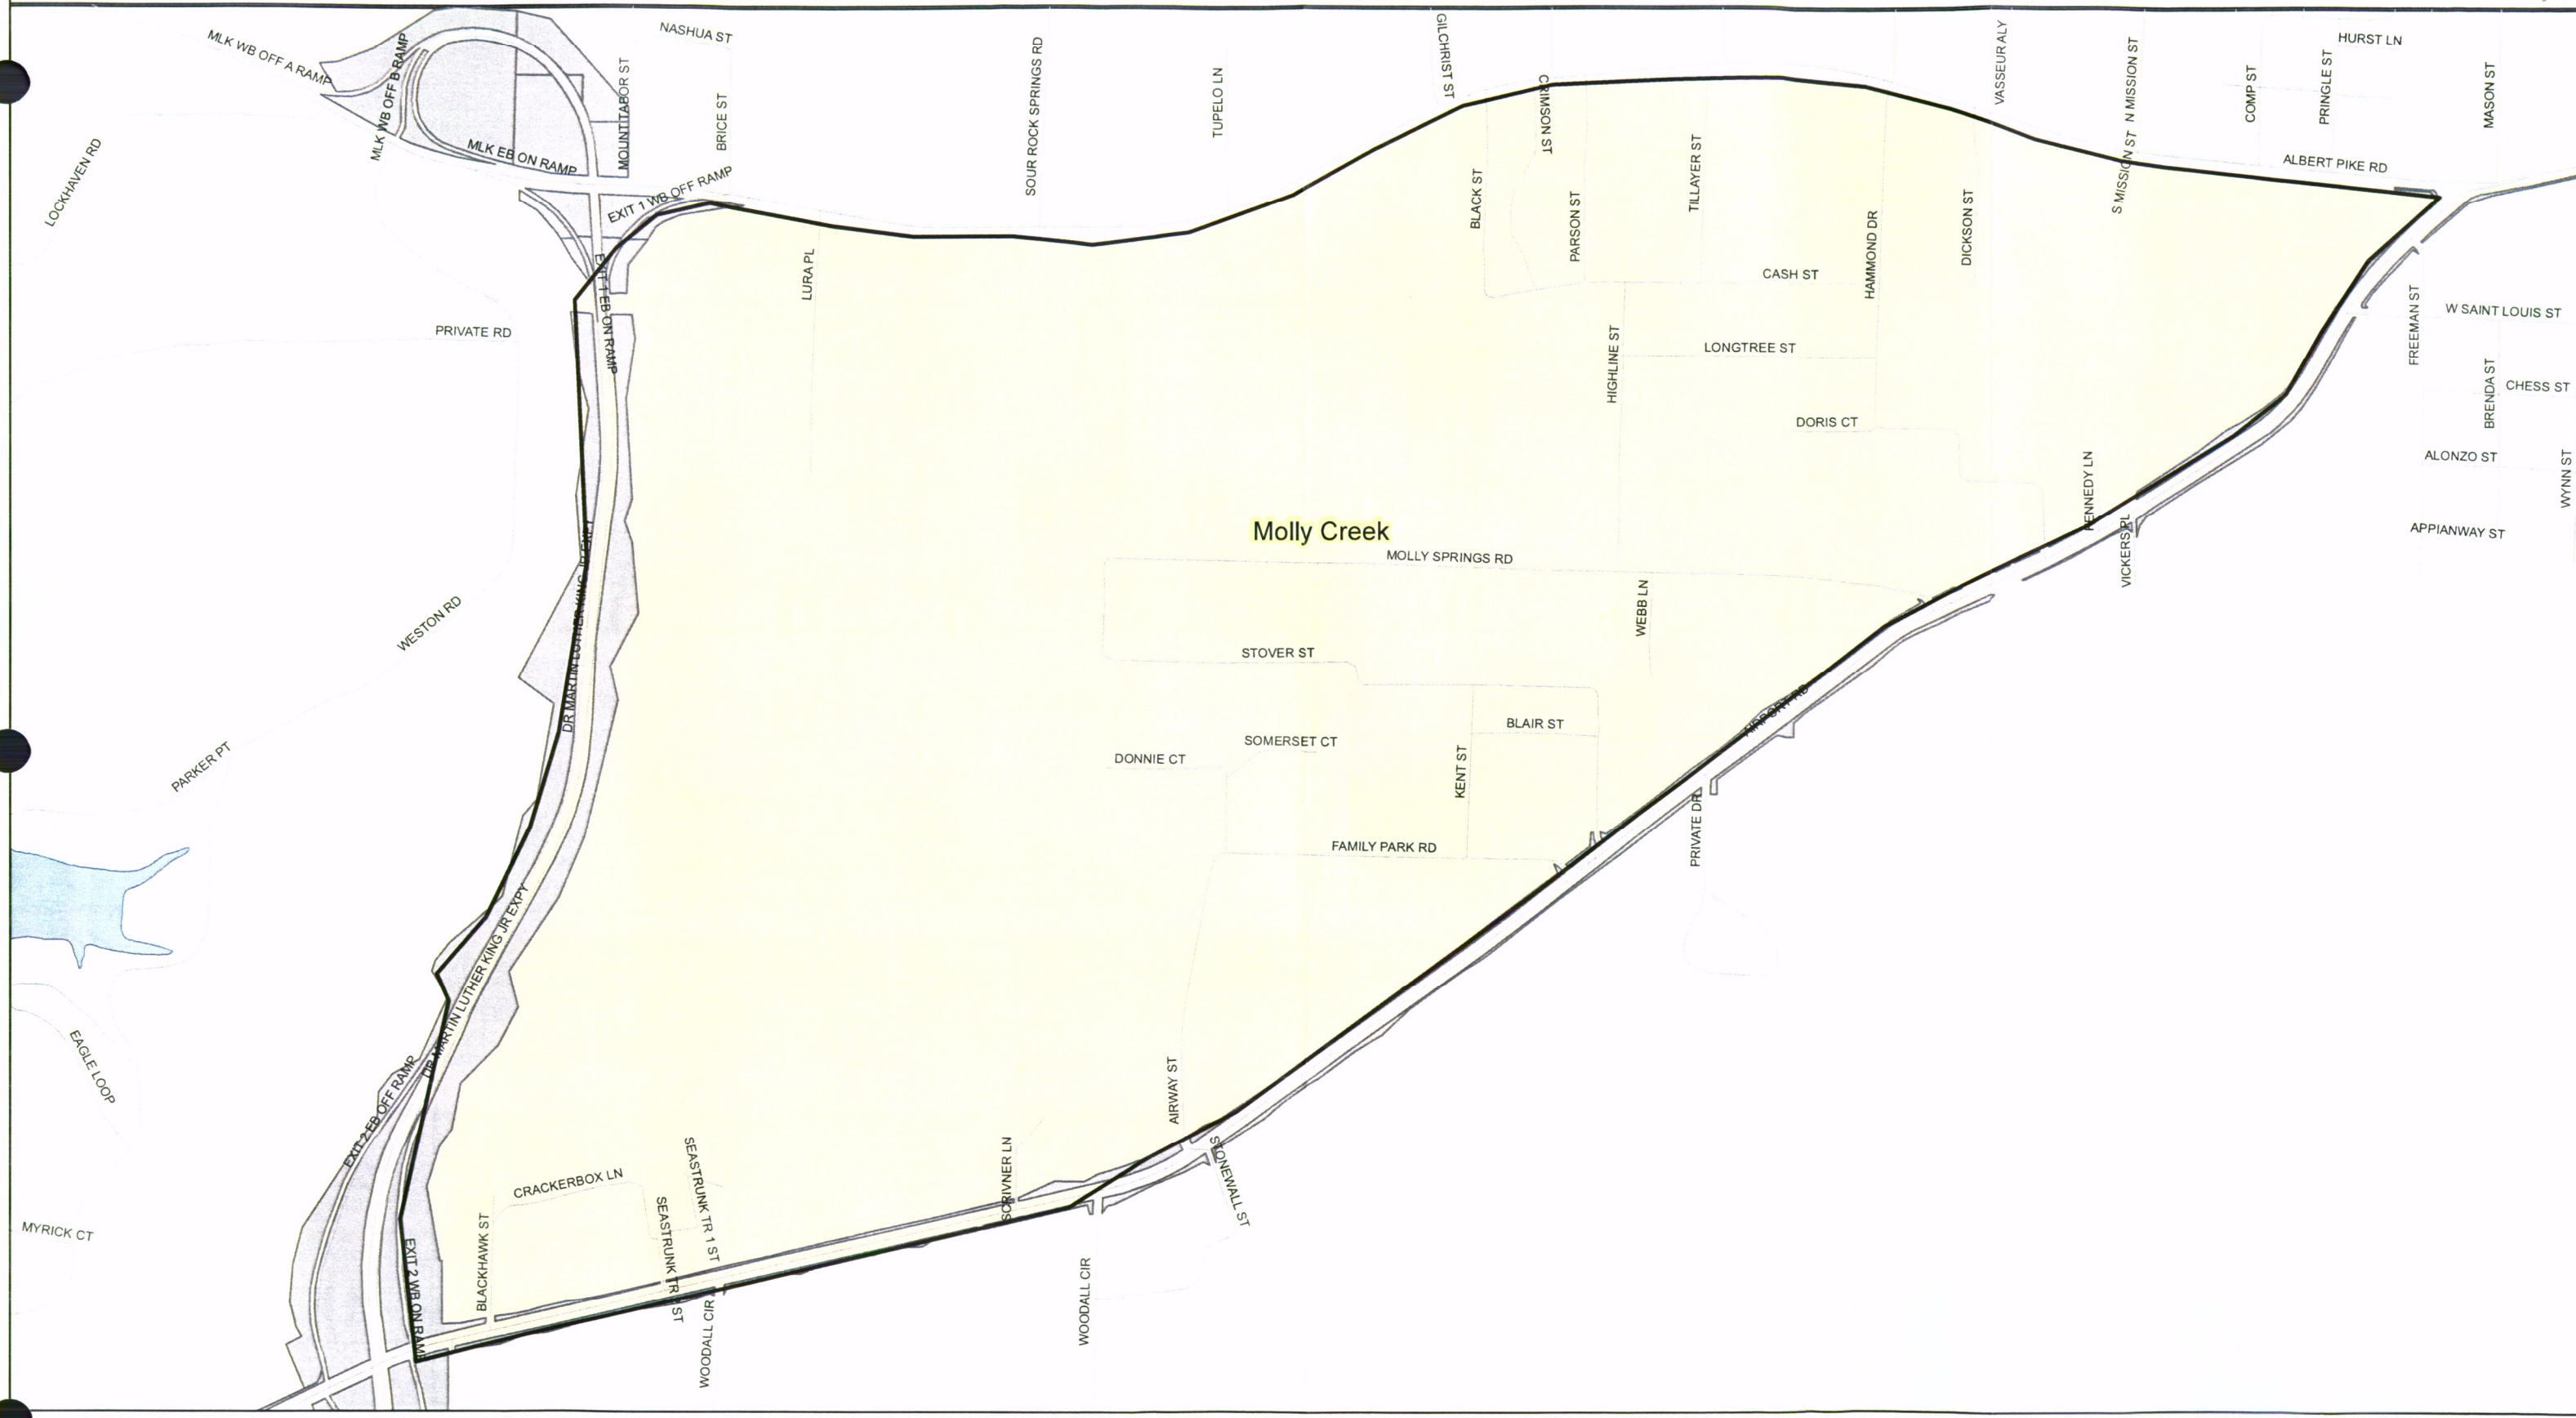 NASHUA ST
MLK WB OFF A RAMP
MLK WB OFF B RAMP
MOUNT TABOR ST
BRICE ST
SOUR ROCK SPRINGS RD
TUPELO LN
GILCHRIST ST
CRIMSON ST
VASSEUR ALY
N MISSION ST
S MISSION ST
COMP ST
PRINGLE ST
HURST LN
MASON ST
LOCKHAVEN RD
MLK EB ON RAMP
EXIT 1 WB OFF RAMP
ALBERT PIKE RD
BLACK ST
PARSON ST
TILLAYER ST
HAMMOND DR
DICKSON ST
EXIT 1 EB ON RAMP
LURA PL
CASH ST
FREEMAN ST
W SAINT LOUIS ST
PRIVATE RD
HIGHLINE ST
LONGTREE ST
BRENDA ST
CHESS ST
DORIS CT
ALONZO ST
WYNN ST
KENNEDY LN
Molly Creek
APPIANWAY ST
VICKERS PL
MOLLY SPRINGS RD
WESTON RD
DR MARTIN LUTHER KING JR EXPY
WEBB LN
STOVER ST
AIRPORT RD
BLAIR ST
SOMERSET CT
DONNIE CT
KENT ST
PARKER PT
PRIVATE DR
FAMILY PARK RD
DR MARTIN LUTHER KING JR EXPY
EAGLE LOOP
EXIT 2 EB OFF RAMP
AIRWAY ST
STONEWALL ST
SCRIVNER LN
SEASTRUNK TR 1 ST
CRACKERBOX LN
MYRICK CT
BLACKHAWK ST
SEASTRUNK TR ST
EXIT 2 WB ON RAMP
WOODALL CIR
WOODALL CIR